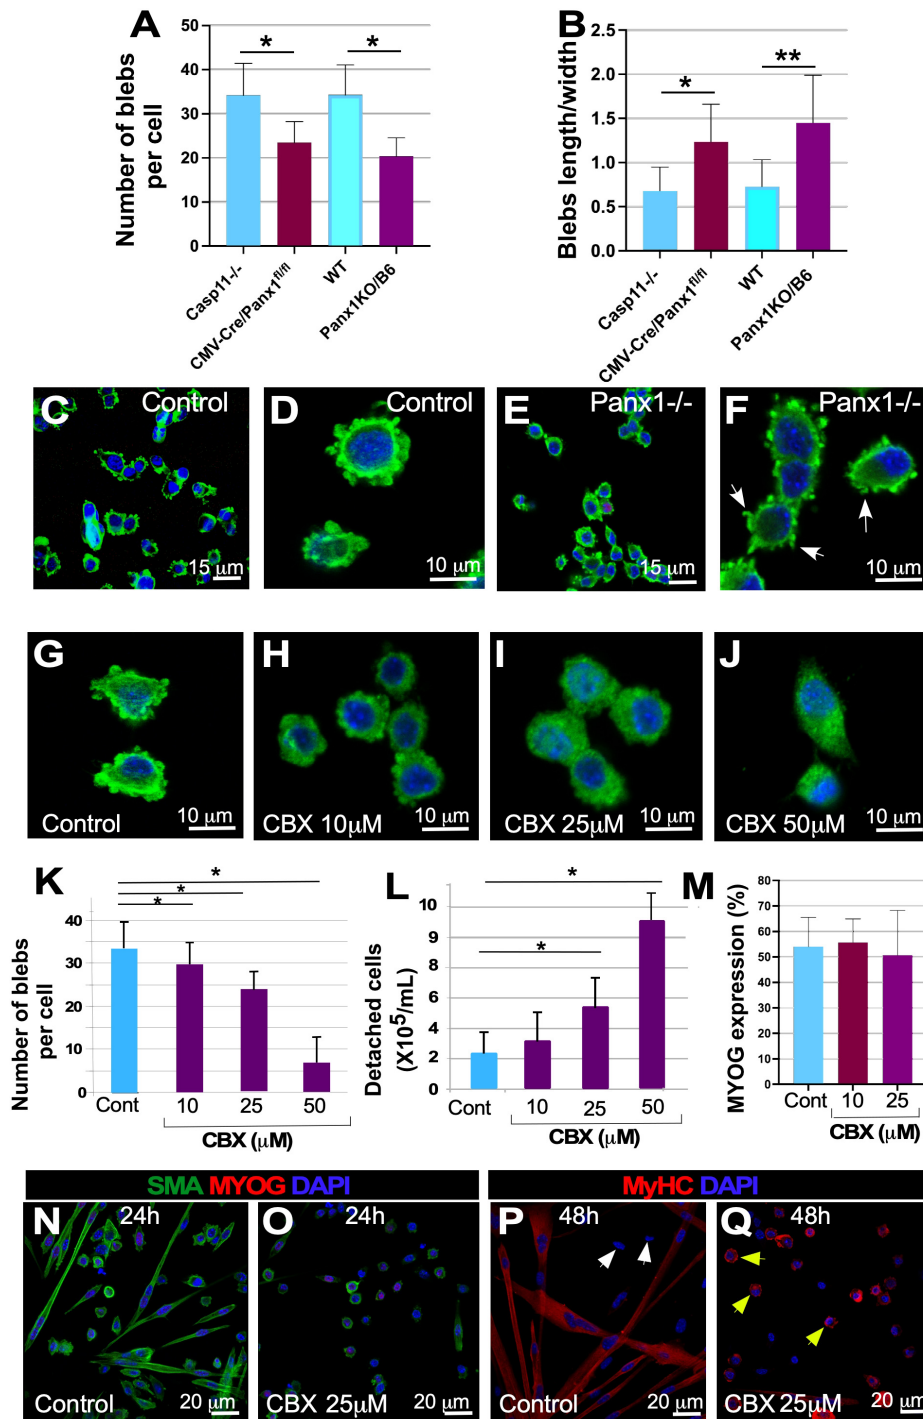 A
Number of blebs
per cell
50
40
30
20
10
0
*
*
Casp11-/-
CMV-Cre/Panx1fl/fl
WT
Panx1KO/B6
B
Blebs length/width
2.5
2.0
1.5
1.0
0.5
0.0
*
**
Casp11-/-
CMV-Cre/Panx1fl/fl
WT
Panx1KO/B6
C
Control
15 μm
D
Control
10 μm
E
Panx1-/-
15 μm
F
Panx1-/-
10 μm
G
Control
10 μm
H
CBX 10μM
10 μm
I
CBX 25μM
10 μm
J
CBX 50μM
10 μm
K
Number of blebs
per cell
40
30
20
10
0
*
*
*
Cont
10
25
50
CBX (μM)
L
Detached cells
(X10⁵/mL)
10
9
8
6
4
2
0
*
*
Cont
10
25
50
CBX (μM)
M
MYOG expression (%)
80
70
60
50
40
30
20
10
0
Cont
10
25
CBX (μM)
SMA MYOG DAPI
MyHC DAPI
N
24h
Control
20 μm
O
24h
CBX 25μM
20 μm
P
48h
Control
20 μm
Q
48h
CBX 25μM
20 μm